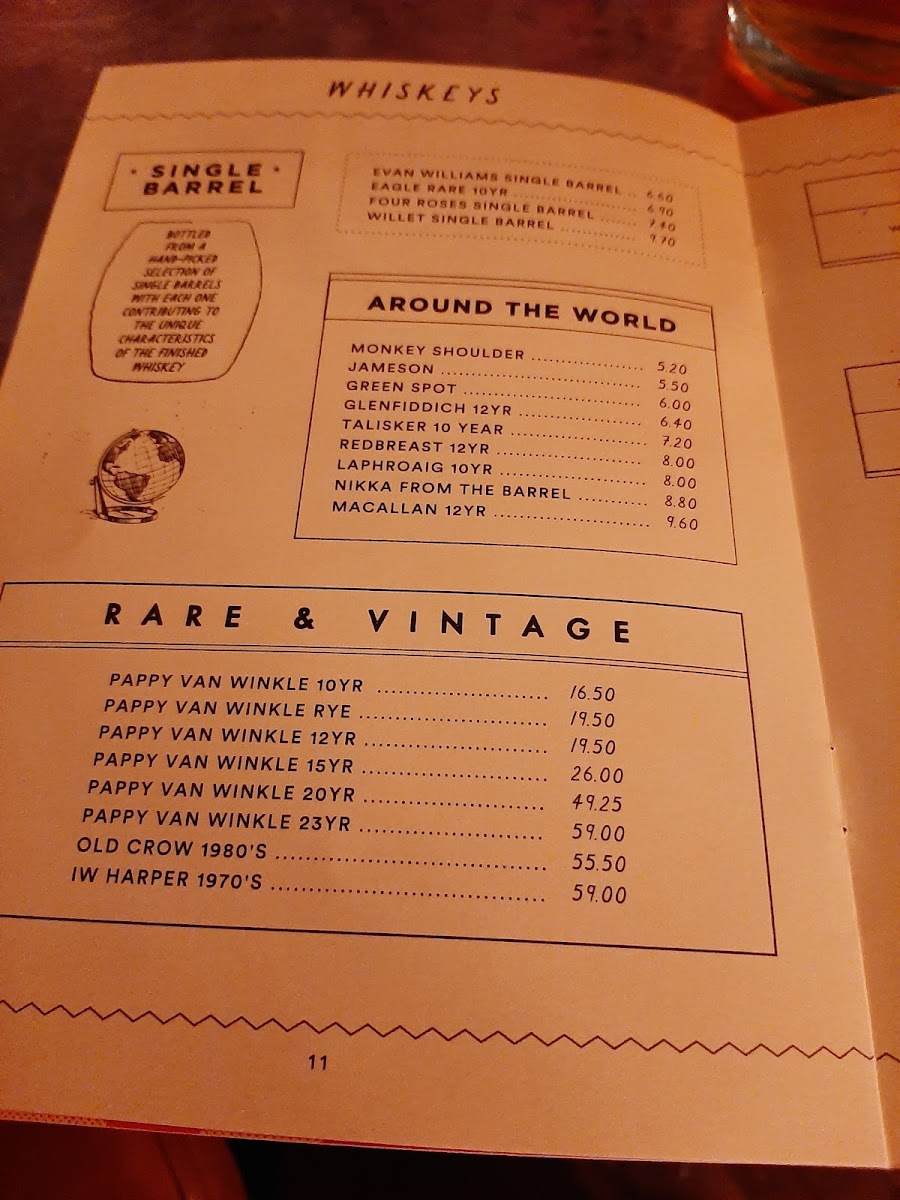 WHISKEYS
· SINGLE ·
BARREL
BOTTLED
FROM A
HAND-PICKED
SELECTION OF
SINGLE BARRELS
WITH EACH ONE
CONTRIBUTING TO
THE UNIQUE
CHARACTERISTICS
OF THE FINISHED
WHISKEY
EVAN WILLIAMS SINGLE BARREL .. 6.60
EAGLE RARE 10YR .................... 6.90
FOUR ROSES SINGLE BARREL ........ 7.40
WILLET SINGLE BARREL ............... 9.70
AROUND THE WORLD
MONKEY SHOULDER .................... 5.20
JAMESON ................................... 5.50
GREEN SPOT ............................... 6.00
GLENFIDDICH 12YR ...................... 6.40
TALISKER 10 YEAR ....................... 7.20
REDBREAST 12YR ......................... 8.00
LAPHROAIG 10YR ......................... 8.00
NIKKA FROM THE BARREL ............ 8.80
MACALLAN 12YR .......................... 9.60
RARE & VINTAGE
PAPPY VAN WINKLE 10YR .......................... 16.50
PAPPY VAN WINKLE RYE ............................ 19.50
PAPPY VAN WINKLE 12YR ........................... 19.50
PAPPY VAN WINKLE 15YR ........................... 26.00
PAPPY VAN WINKLE 20YR ........................... 49.25
PAPPY VAN WINKLE 23YR ........................... 59.00
OLD CROW 1980'S ........................................ 55.50
IW HARPER 1970'S ........................................ 59.00
11